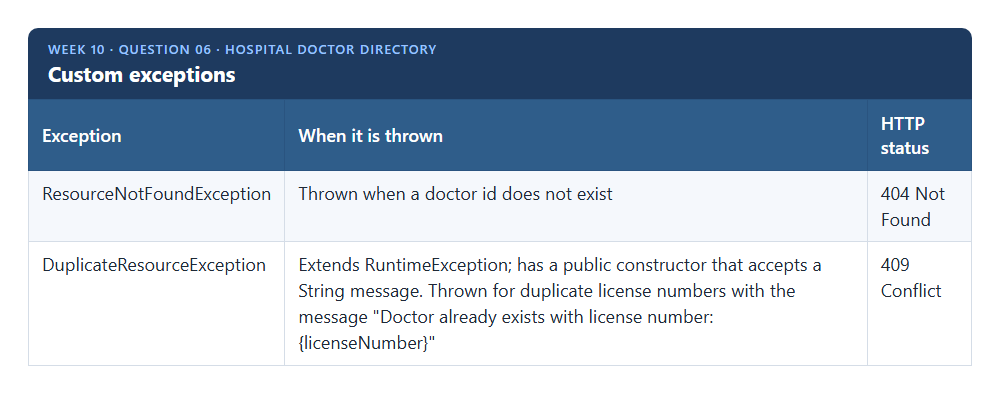 WEEK 10 · QUESTION 06 · HOSPITAL DOCTOR DIRECTORY
Custom exceptions
Exception
When it is thrown
HTTP
status
ResourceNotFoundException
Thrown when a doctor id does not exist
404 Not
Found
DuplicateResourceException
Extends RuntimeException; has a public constructor that accepts a
String message. Thrown for duplicate license numbers with the
message "Doctor already exists with license number:
{licenseNumber}"
409
Conflict